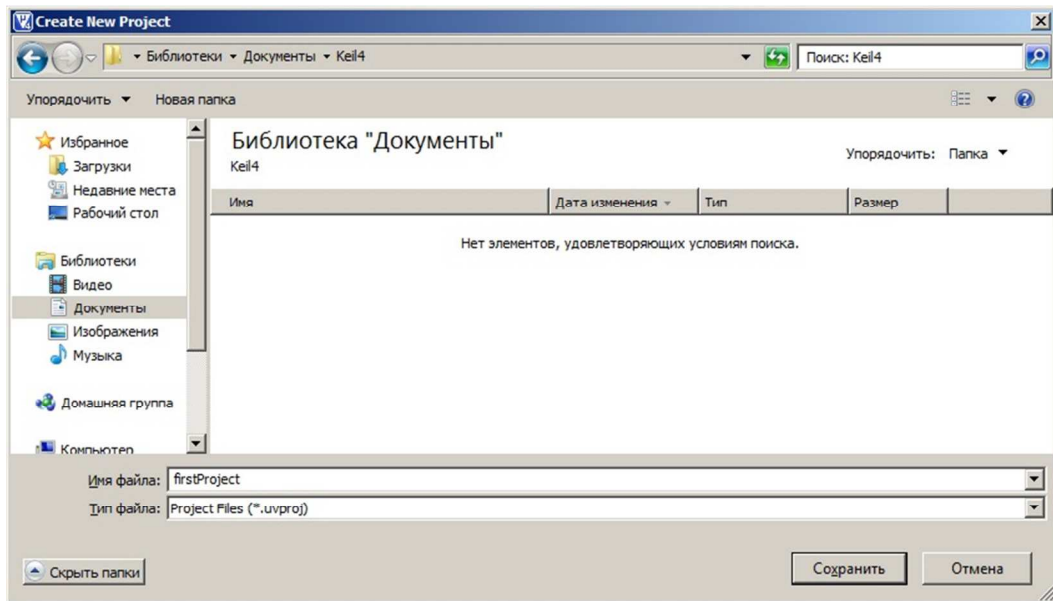 Create New Project
Библиотеки Документы Keil4
Поиск: Keil4
Упорядочить Новая папка
Избранное
Загрузки
Недавние места
Рабочий стол
Библиотеки
Видео
Документы
Изображения
Музыка
Домашняя группа
Компьютер
Библиотека "Документы"
Keil4
Упорядочить: Папка
Имя Дата изменения Тип Размер
Нет элементов, удовлетворяющих условиям поиска.
Имя файла: firstProject
Тип файла: Project Files (*.uvproj)
Скрыть папки
Сохранить Отмена